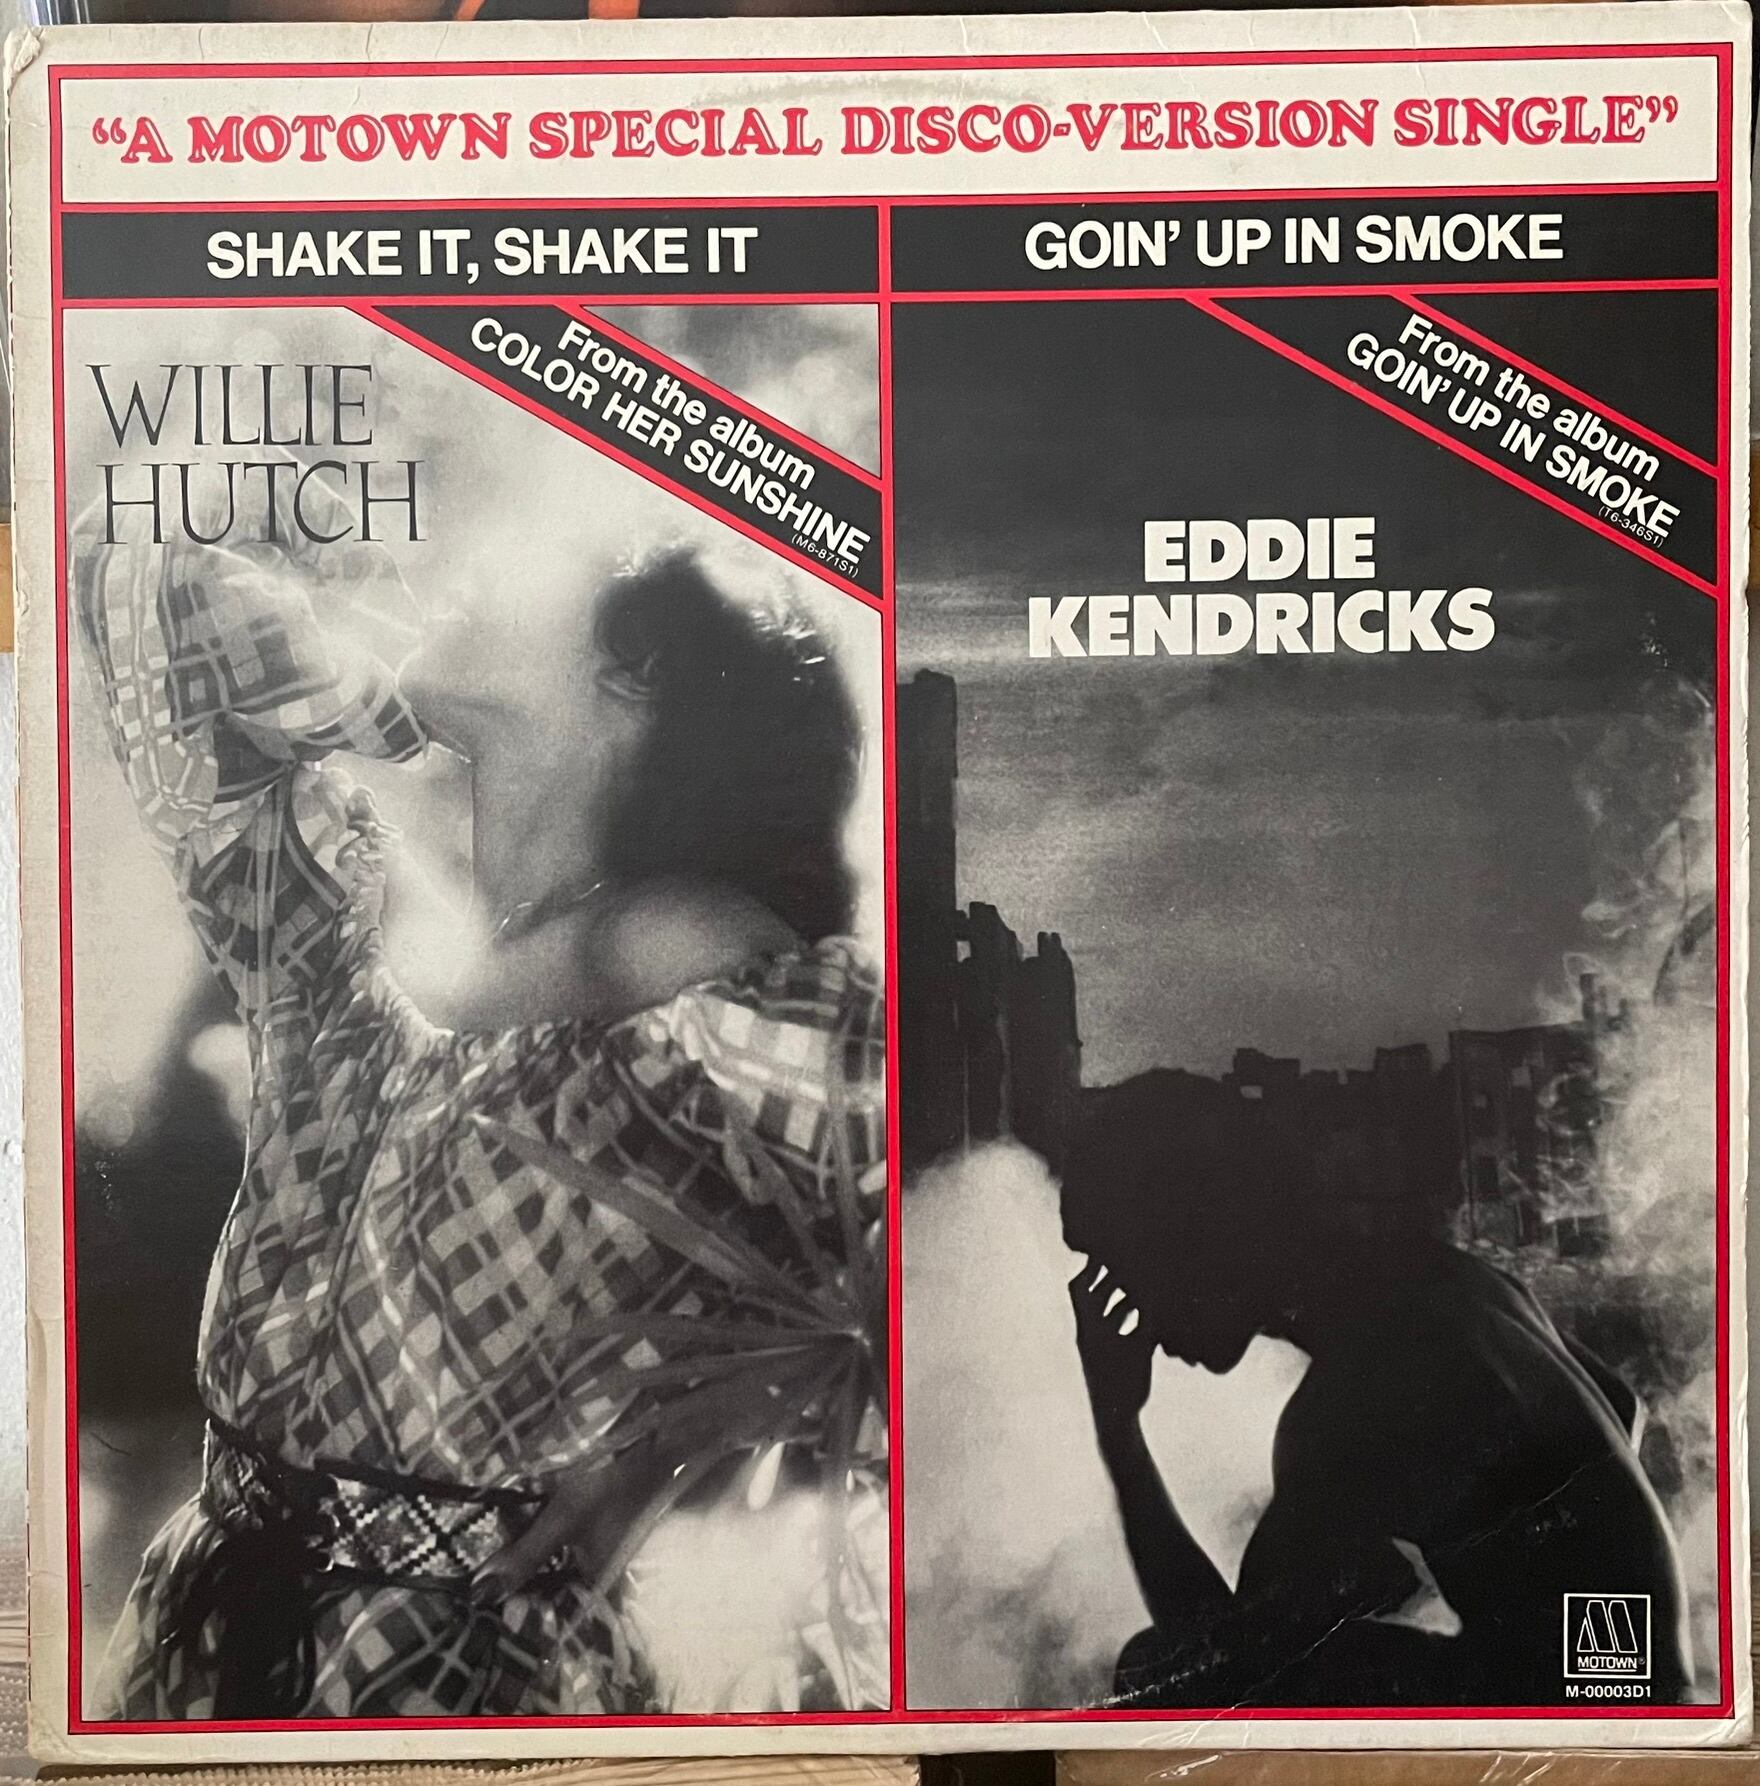 “A MOTOWN SPECIAL DISCO-VERSION SINGLE”
SHAKE IT, SHAKE IT
From the album
COLOR HER SUNSHINE
(M6-871S1)
WILLIE
HUTCH
GOIN’ UP IN SMOKE
From the album
GOIN’ UP IN SMOKE
(T6-346S1)
EDDIE
KENDRICKS
MOTOWN®
M-00003D1